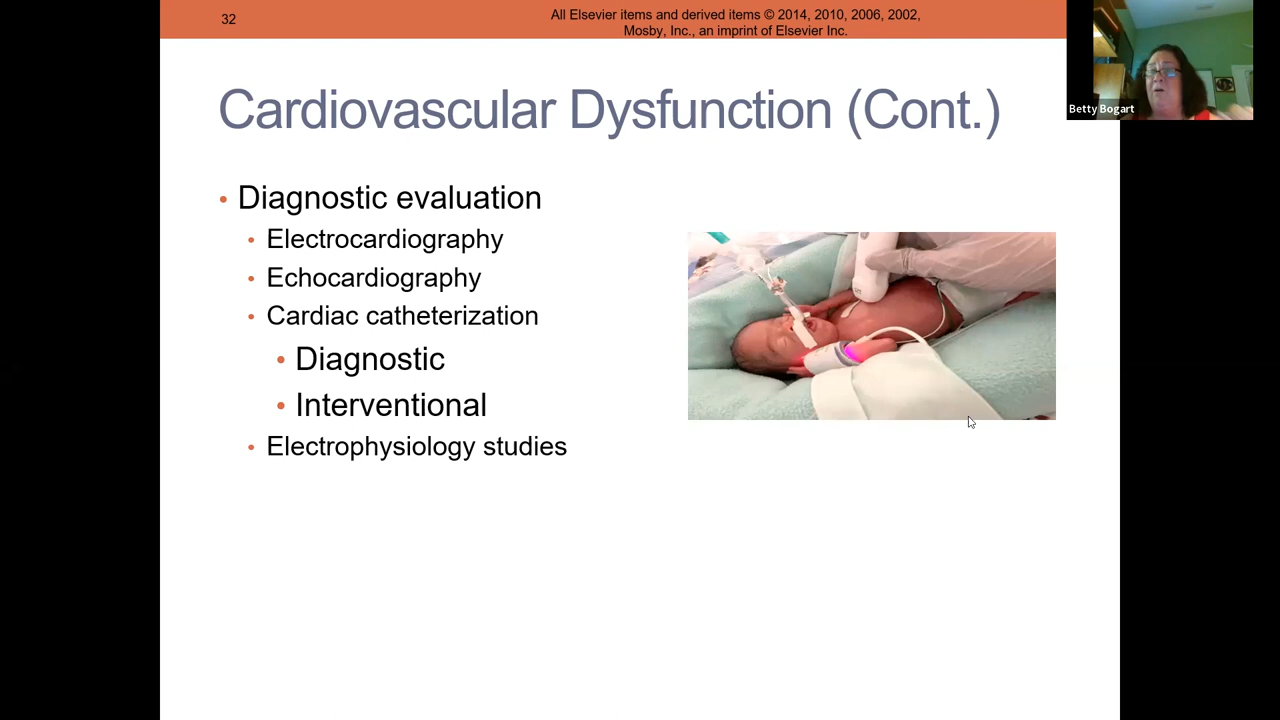 32
All Elsevier items and derived items © 2014, 2010, 2006, 2002,
Mosby, Inc., an imprint of Elsevier Inc.
Betty Bogart
Cardiovascular Dysfunction (Cont.)
• Diagnostic evaluation
• Electrocardiography
• Echocardiography
• Cardiac catheterization
• Diagnostic
• Interventional
• Electrophysiology studies